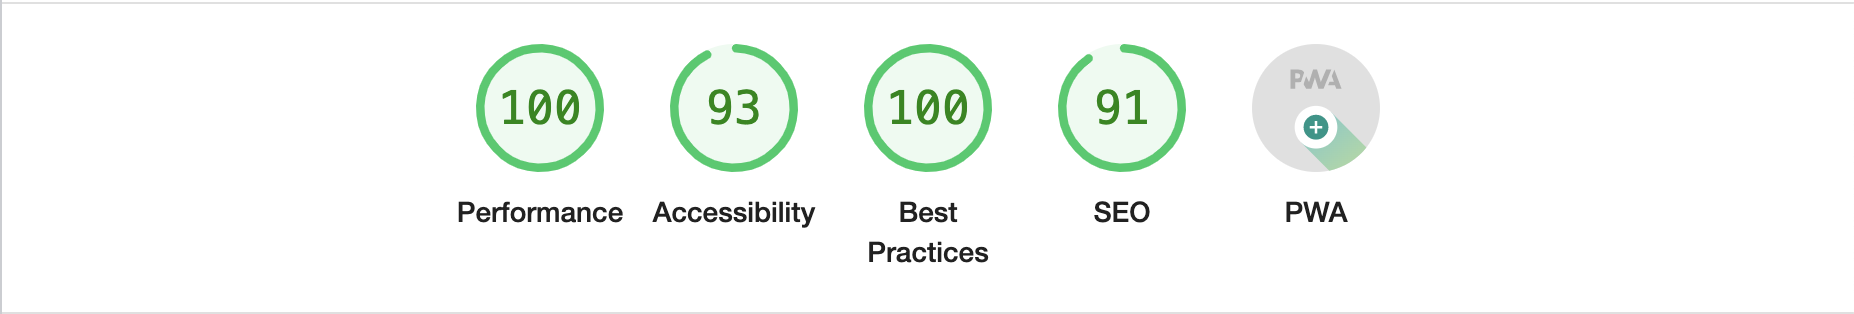 100
93
100
91
PWA
Performance
Accessibility
Best
Practices
SEO
PWA